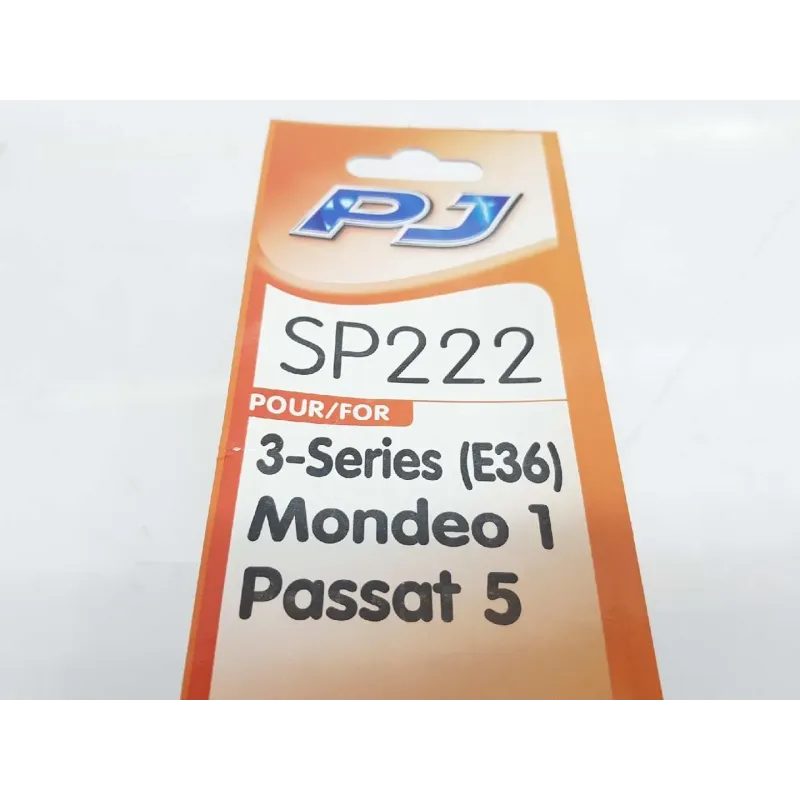 PJ
SP222
POUR/FOR
3-Series (E36)
Mondeo 1
Passat 5